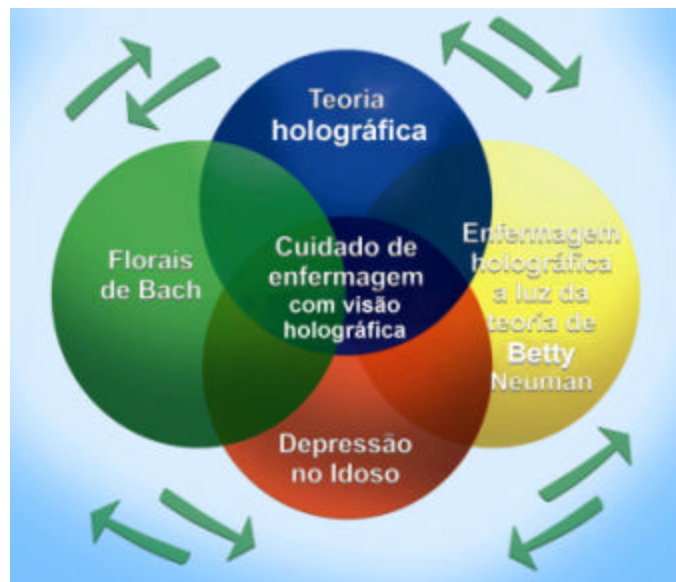 Teoria
holográfica
Florais
de Bach
Cuidado de
enfermagem
com visão
holográfica
Enfermagem
holográfica
a luz da
teoria de
Betty
Neuman
Depressão
no Idoso